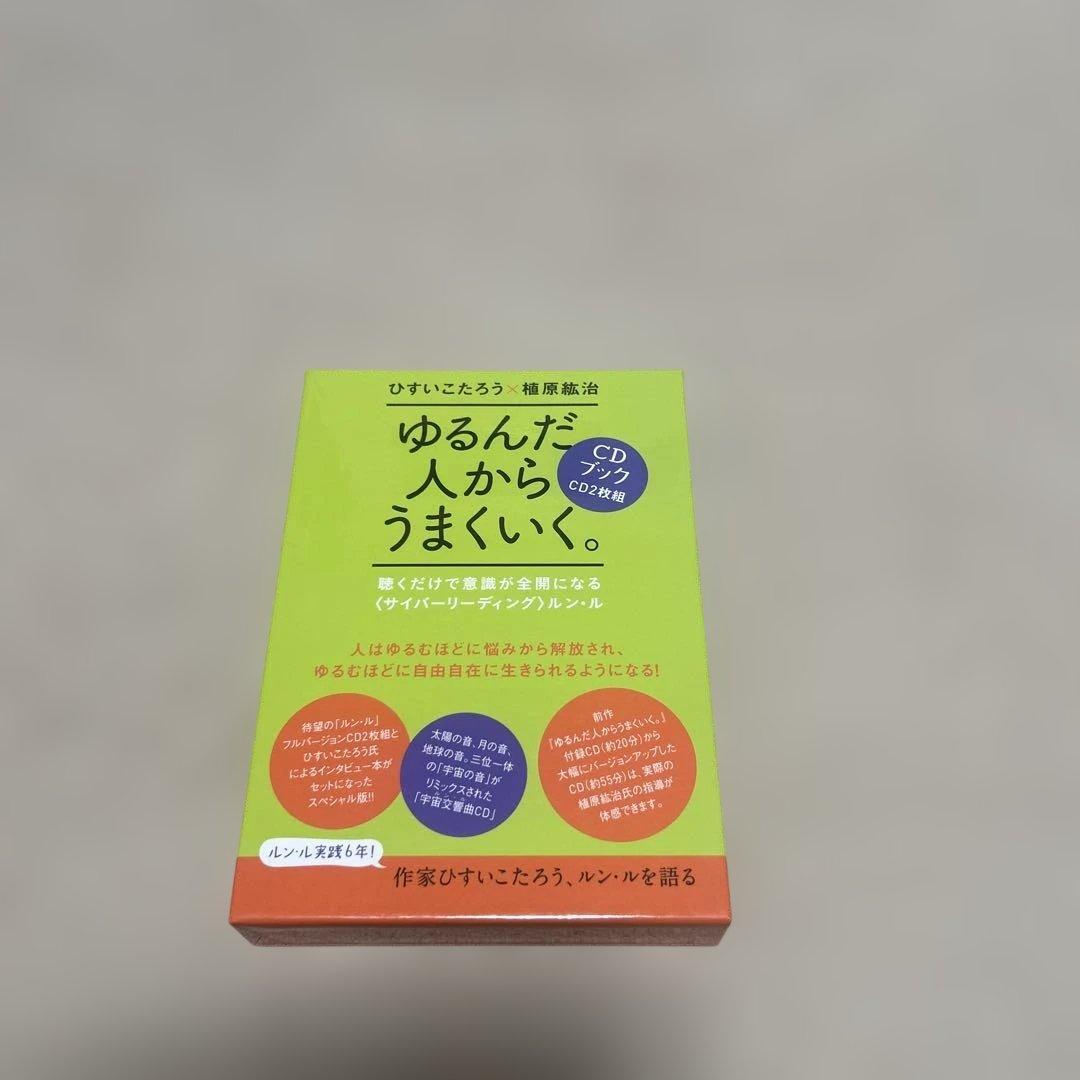 ひすいこたろう×植原紘治
ゆるんだ
人から
うまくいく。
CD
ブック
CD2枚組
聴くだけで意識が全開になる
〈サイバーリーディング〉ルン・ル
人はゆるむほどに悩みから解放され、
ゆるむほどに自由自在に生きられるようになる!
待望の「ルン・ル」
フルバージョンCD2枚組と
ひすいこたろう氏
によるインタビュー本が
セットになった
スペシャル版!!
太陽の音、月の音、
地球の音。三位一体
の「宇宙の音」が
リミックスされた
「宇宙交響曲CD」
前作
『ゆるんだ人からうまくいく。』
付録CD(約20分)から
大幅にバージョンアップした
CD(約55分)は、実際の
植原紘治氏の指導が
体感できます。
ルン・ル実践6年!
作家ひすいこたろう、ルン・ルを語る